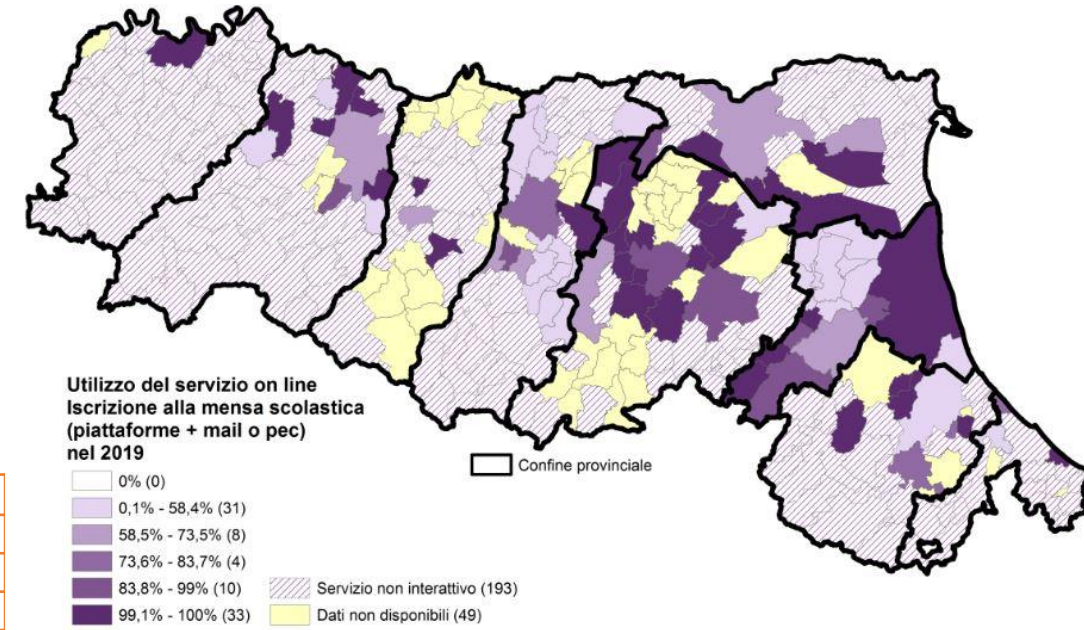 Utilizzo del servizio on line
Iscrizione alla mensa scolastica
(piattaforme + mail o pec)
nel 2019
Confine provinciale
0% (0)
0,1% - 58,4% (31)
58,5% - 73,5% (8)
73,6% - 83,7% (4)
83,8% - 99% (10)
99,1% - 100% (33)
Servizio non interattivo (193)
Dati non disponibili (49)